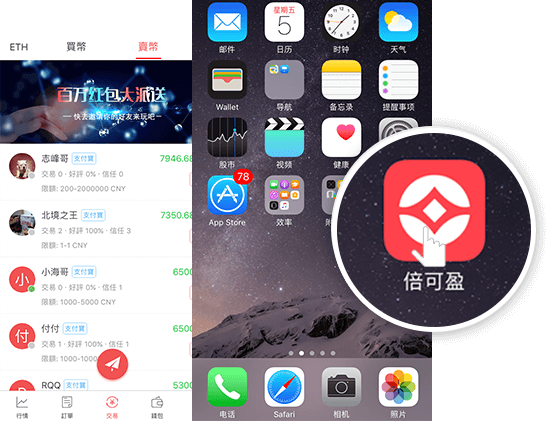 ETH 買幣 賣幣
百万红包大派送
— 快去邀请你的好友来玩吧 —
志峰哥 支付寶 7946.68
交易 0 · 好評 0% · 信任 0
限額: 200-2000000 CNY
北境之王 支付寶 7350.68
交易 2 · 好評 100% · 信任 3
限額: 1-1 CNY
小
小海哥 支付寶 6500
交易 0 · 好評 0% · 信任 0
限額: 1000-5000 CNY
付
付付 支付寶 6500
交易 1 · 好評 100% · 信任 1
限額: 1000-1000
RQQ 支付寶 5300
行情 訂單 交易 錢包
星期五
5
邮件 日历 时钟 天气
Wallet 导航 备忘录 提醒事项
股市 视频 健康
78
App Store 效率
倍可盈
电话 Safari 相机 照片